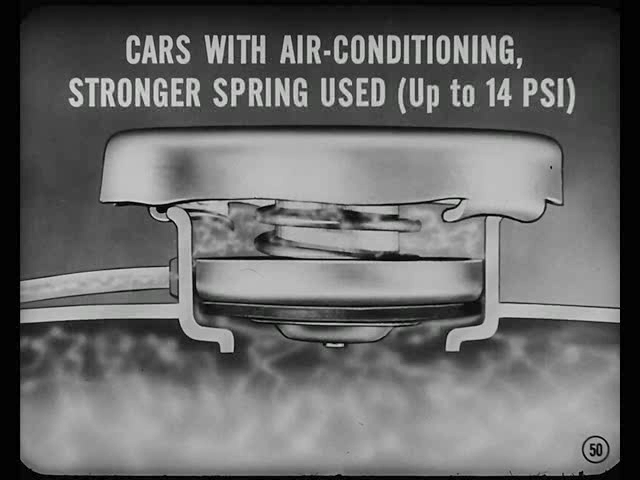 CARS WITH AIR-CONDITIONING,
STRONGER SPRING USED (Up to 14 PSI)
50